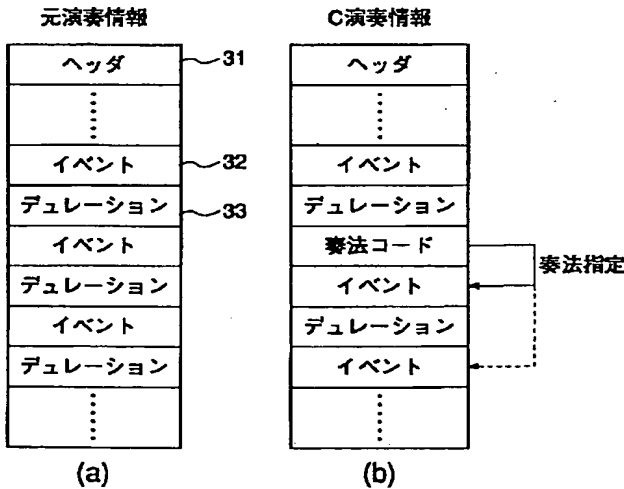 元演奏情報
ヘッダ
31
イベント
32
デュレーション
33
イベント
デュレーション
イベント
デュレーション
(a)
C演奏情報
ヘッダ
イベント
デュレーション
奏法コード
イベント
奏法指定
デュレーション
イベント
(b)